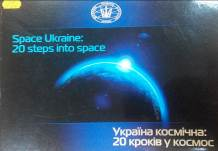 Space Ukraine:
20 steps into space
Україна космічна:
20 кроків у космос